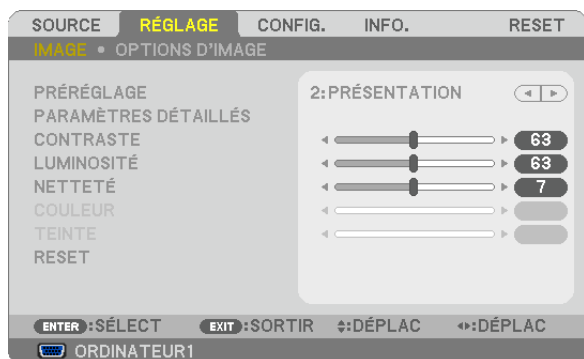 SOURCE RÉGLAGE CONFIG. INFO. RESET
IMAGE • OPTIONS D'IMAGE
PRÉRÉGLAGE 2:PRÉSENTATION
PARAMÈTRES DÉTAILLÉS
CONTRASTE 63
LUMINOSITÉ 63
NETTETÉ 7
COULEUR
TEINTE
RESET
ENTER :SÉLECT EXIT :SORTIR :DÉPLAC :DÉPLAC
ORDINATEUR1